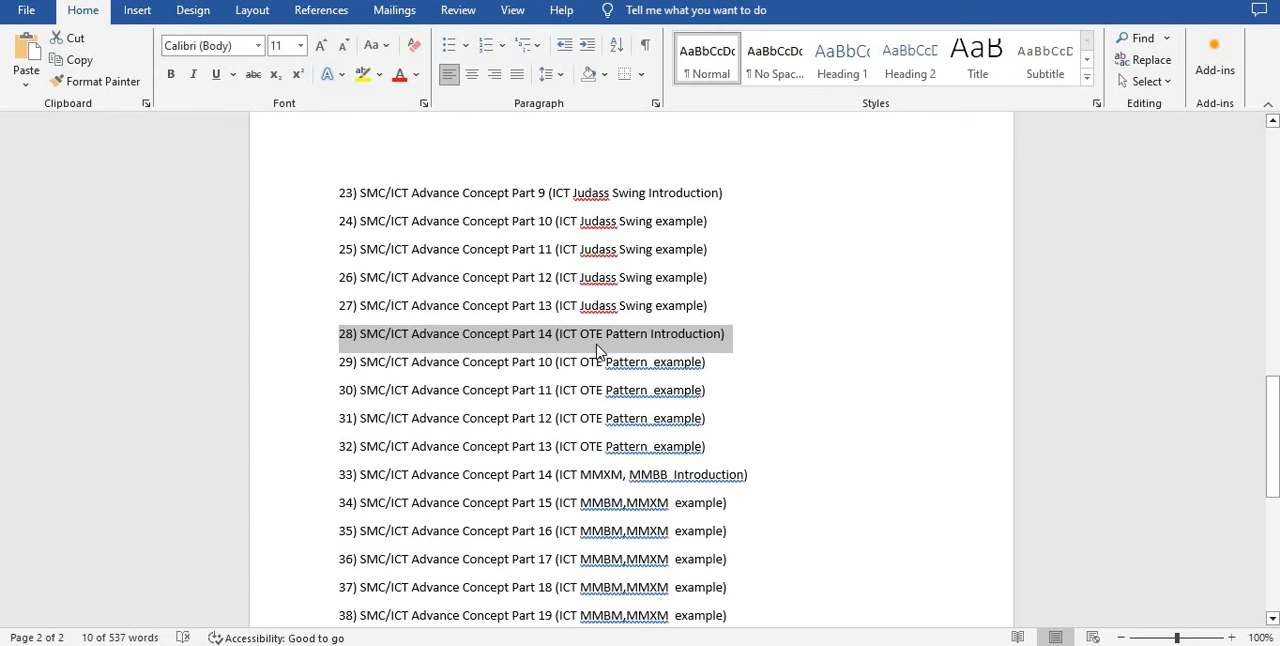 File Home Insert Design Layout References Mailings Review View Help Tell me what you want to do
Paste
Cut
Copy
Format Painter
Clipboard
Calibri (Body) 11
Font
Paragraph
AaBbCcDc ¶ Normal
AaBbCcDc ¶ No Spac...
AaBbCc Heading 1
AaBbCcD Heading 2
AaB Title
AaBbCcD Subtitle
Styles
Find
Replace
Select
Editing
Add-ins
Add-ins
23) SMC/ICT Advance Concept Part 9 (ICT Judass Swing Introduction)
24) SMC/ICT Advance Concept Part 10 (ICT Judass Swing example)
25) SMC/ICT Advance Concept Part 11 (ICT Judass Swing example)
26) SMC/ICT Advance Concept Part 12 (ICT Judass Swing example)
27) SMC/ICT Advance Concept Part 13 (ICT Judass Swing example)
28) SMC/ICT Advance Concept Part 14 (ICT OTE Pattern Introduction)
29) SMC/ICT Advance Concept Part 10 (ICT OTE Pattern  example)
30) SMC/ICT Advance Concept Part 11 (ICT OTE Pattern  example)
31) SMC/ICT Advance Concept Part 12 (ICT OTE Pattern  example)
32) SMC/ICT Advance Concept Part 13 (ICT OTE Pattern  example)
33) SMC/ICT Advance Concept Part 14 (ICT MMXM, MMBB  Introduction)
34) SMC/ICT Advance Concept Part 15 (ICT MMBM,MMXM  example)
35) SMC/ICT Advance Concept Part 16 (ICT MMBM,MMXM  example)
36) SMC/ICT Advance Concept Part 17 (ICT MMBM,MMXM  example)
37) SMC/ICT Advance Concept Part 18 (ICT MMBM,MMXM  example)
38) SMC/ICT Advance Concept Part 19 (ICT MMBM,MMXM  example)
Page 2 of 2 10 of 537 words Accessibility: Good to go 100%